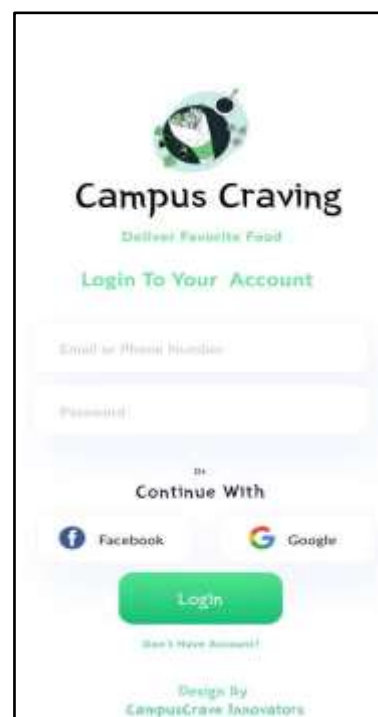 Campus Craving
Deliver Favorite Food
Login To Your Account
Email or Phone Number
Password
Or
Continue With
Facebook
Google
Login
Don't Have Account?
Design By
CampusCrave Innovators